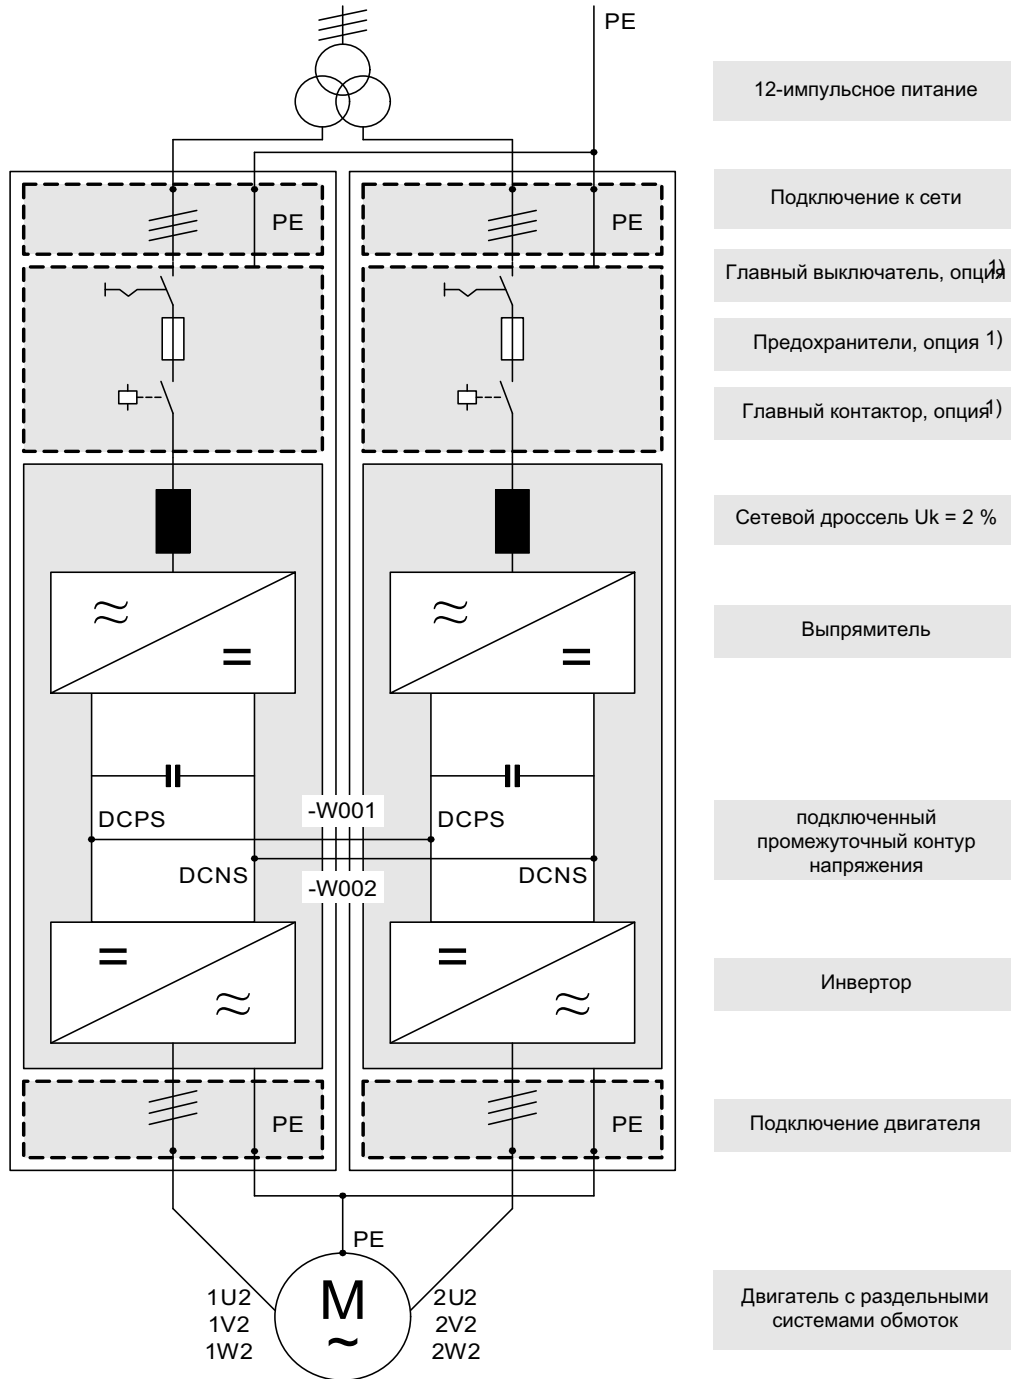 PE
12-импульсное питание
PE
PE
Подключение к сети
Главный выключатель, опция 1)
Предохранители, опция 1)
Главный контактор, опция 1)
Сетевой дроссель Uk = 2 %
≈
=
≈
=
Выпрямитель
-W001
DCPS
DCPS
DCNS
DCNS
-W002
подключенный
промежуточный контур
напряжения
=
≈
=
≈
Инвертор
PE
PE
Подключение двигателя
PE
1U2
1V2
1W2
M
~
2U2
2V2
2W2
Двигатель с раздельными
системами обмоток